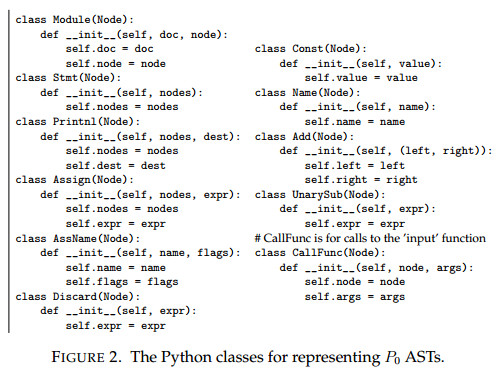 class Module(Node):
    def __init__(self, doc, node):
        self.doc = doc
        self.node = node
class Stmt(Node):
    def __init__(self, nodes):
        self.nodes = nodes
class Printnl(Node):
    def __init__(self, nodes, dest):
        self.nodes = nodes
        self.dest = dest
class Assign(Node):
    def __init__(self, nodes, expr):
        self.nodes = nodes
        self.expr = expr
class AssName(Node):
    def __init__(self, name, flags):
        self.name = name
        self.flags = flags
class Discard(Node):
    def __init__(self, expr):
        self.expr = expr
class Const(Node):
    def __init__(self, value):
        self.value = value
class Name(Node):
    def __init__(self, name):
        self.name = name
class Add(Node):
    def __init__(self, (left, right)):
        self.left = left
        self.right = right
class UnarySub(Node):
    def __init__(self, expr):
        self.expr = expr
# CallFunc is for calls to the 'input' function
class CallFunc(Node):
    def __init__(self, node, args):
        self.node = node
        self.args = args
FIGURE 2. The Python classes for representing P₀ ASTs.